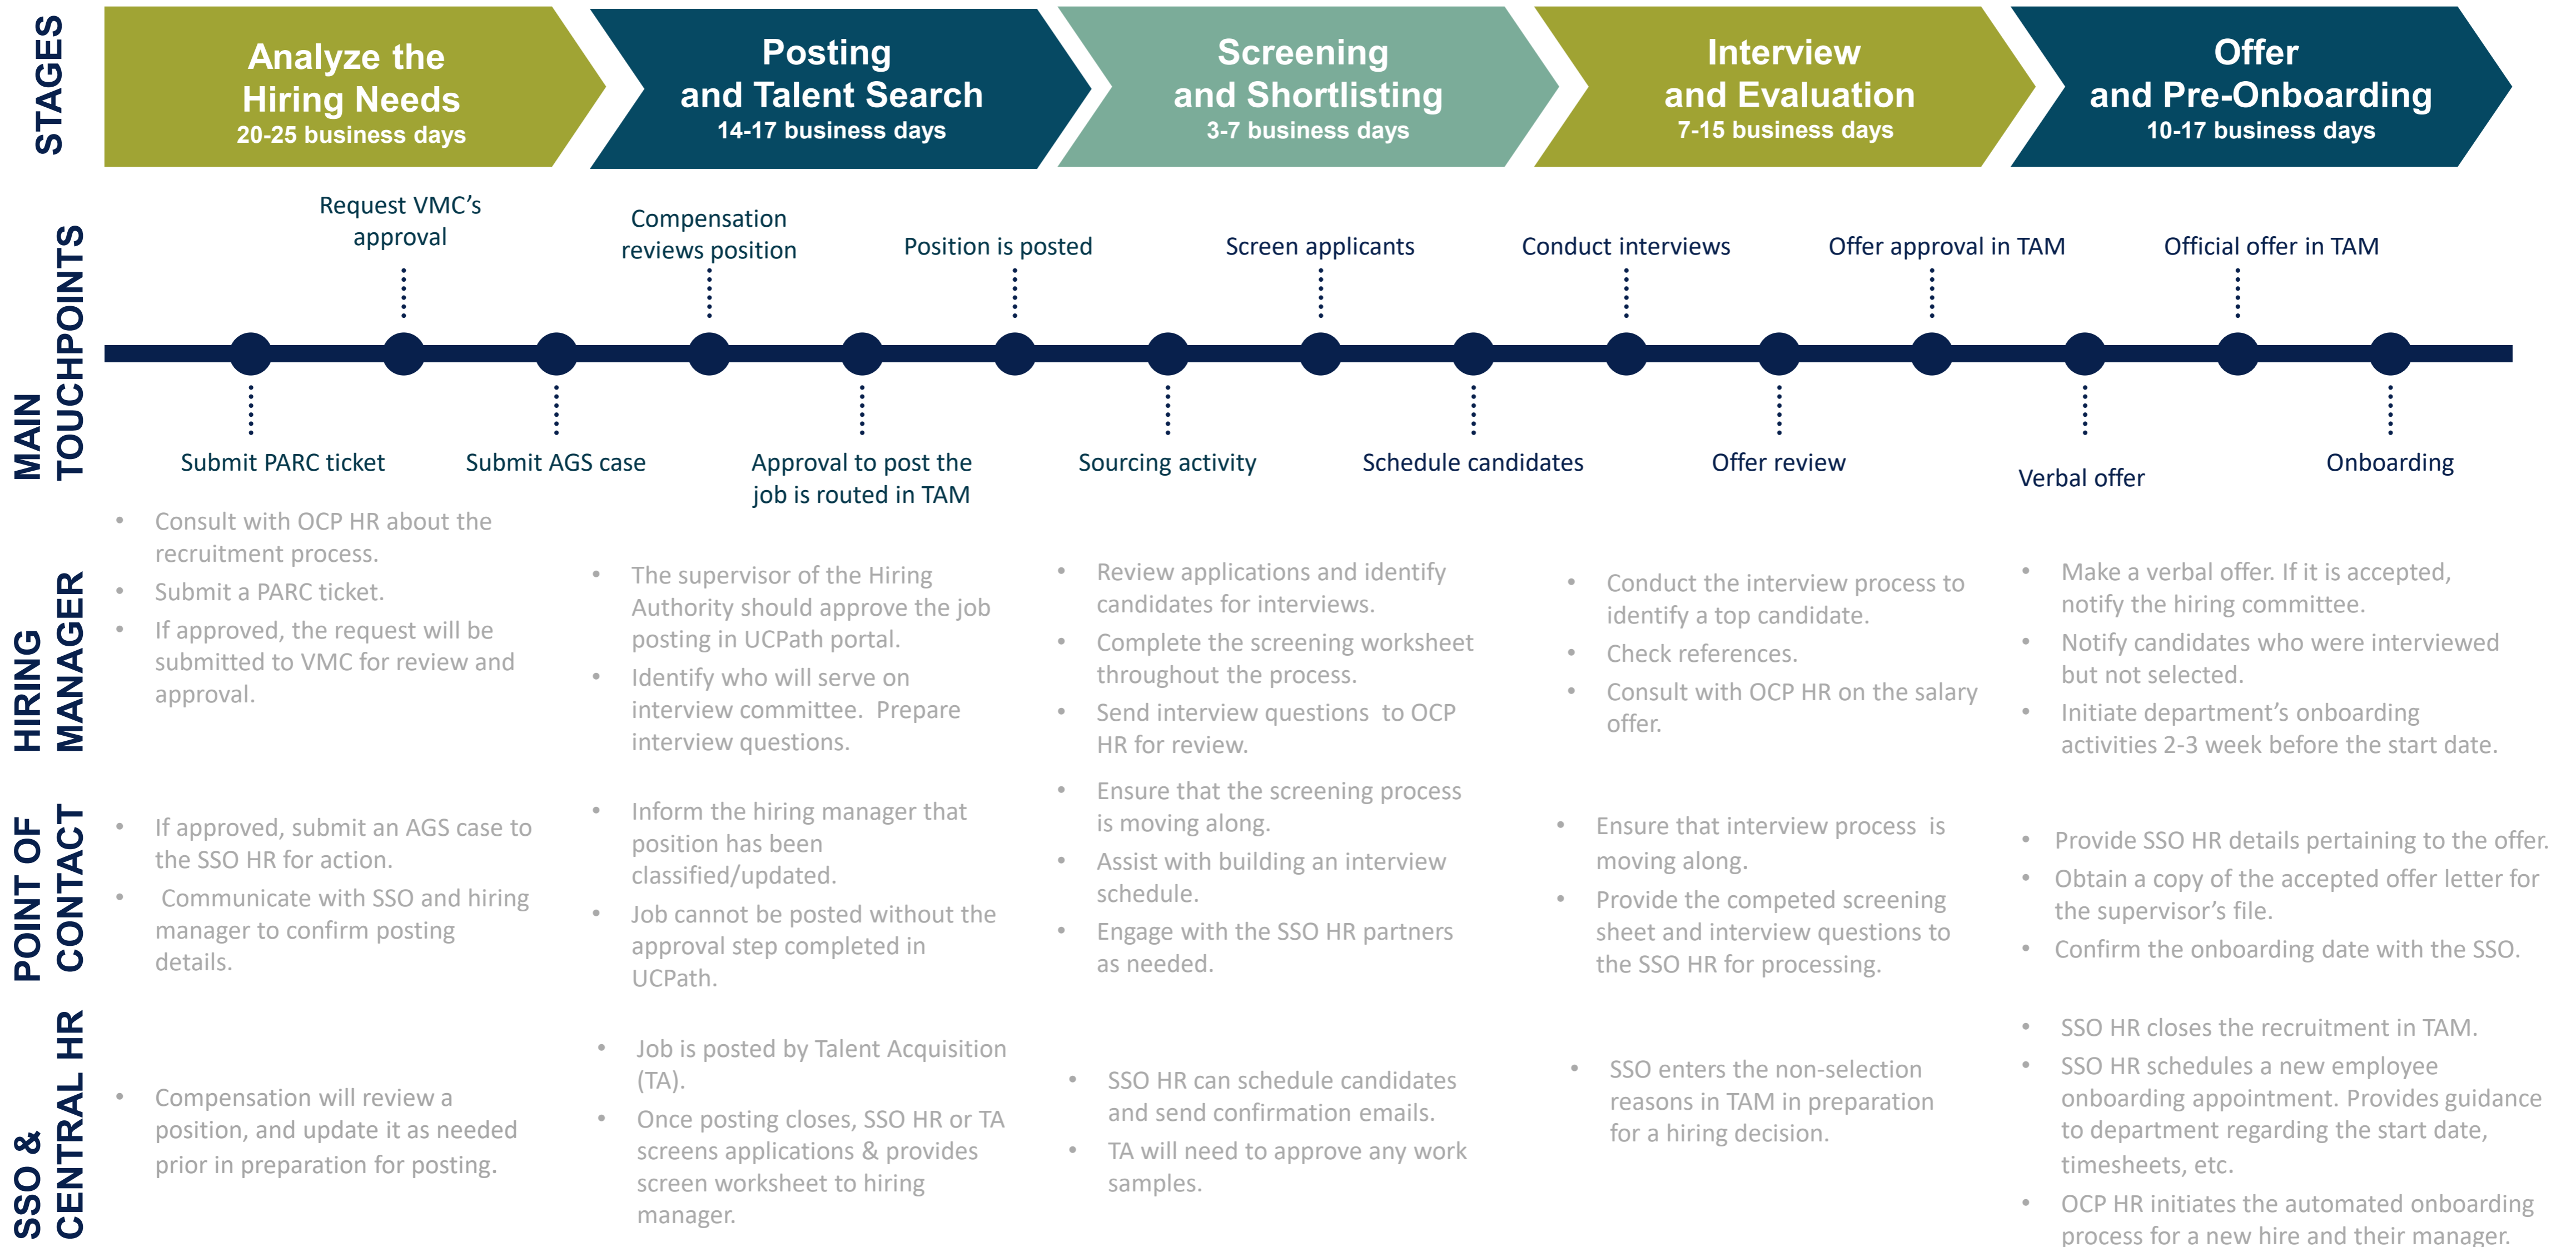 STAGES
Analyze the
Hiring Needs
20-25 business days
Posting
and Talent Search
14-17 business days
Screening
and Shortlisting
3-7 business days
Interview
and Evaluation
7-15 business days
Offer
and Pre-Onboarding
10-17 business days
MAIN
TOUCHPOINTS
Request VMC's
approval
Compensation
reviews position
Position is posted
Screen applicants
Conduct interviews
Offer approval in TAM
Official offer in TAM
Submit PARC ticket
Submit AGS case
Approval to post the
job is routed in TAM
Sourcing activity
Schedule candidates
Offer review
Verbal offer
Onboarding
HIRING
MANAGER
• Consult with OCP HR about the
recruitment process.
• Submit a PARC ticket.
• If approved, the request will be
submitted to VMC for review and
approval.
• The supervisor of the Hiring
Authority should approve the job
posting in UCPath portal.
• Identify who will serve on
interview committee. Prepare
interview questions.
• Review applications and identify
candidates for interviews.
• Complete the screening worksheet
throughout the process.
• Send interview questions to OCP
HR for review.
• Conduct the interview process to
identify a top candidate.
• Check references.
• Consult with OCP HR on the salary
offer.
• Make a verbal offer. If it is accepted,
notify the hiring committee.
• Notify candidates who were interviewed
but not selected.
• Initiate department's onboarding
activities 2-3 week before the start date.
POINT OF
CONTACT
• If approved, submit an AGS case to
the SSO HR for action.
• Communicate with SSO and hiring
manager to confirm posting
details.
• Inform the hiring manager that
position has been
classified/updated.
• Job cannot be posted without the
approval step completed in
UCPath.
• Ensure that the screening process
is moving along.
• Assist with building an interview
schedule.
• Engage with the SSO HR partners
as needed.
• Ensure that interview process is
moving along.
• Provide the competed screening
sheet and interview questions to
the SSO HR for processing.
• Provide SSO HR details pertaining to the offer.
• Obtain a copy of the accepted offer letter for
the supervisor's file.
• Confirm the onboarding date with the SSO.
SSO &
CENTRAL HR
• Compensation will review a
position, and update it as needed
prior in preparation for posting.
• Job is posted by Talent Acquisition
(TA).
• Once posting closes, SSO HR or TA
screens applications & provides
screen worksheet to hiring
manager.
• SSO HR can schedule candidates
and send confirmation emails.
• TA will need to approve any work
samples.
• SSO enters the non-selection
reasons in TAM in preparation
for a hiring decision.
• SSO HR closes the recruitment in TAM.
• SSO HR schedules a new employee
onboarding appointment. Provides guidance
to department regarding the start date,
timesheets, etc.
• OCP HR initiates the automated onboarding
process for a new hire and their manager.